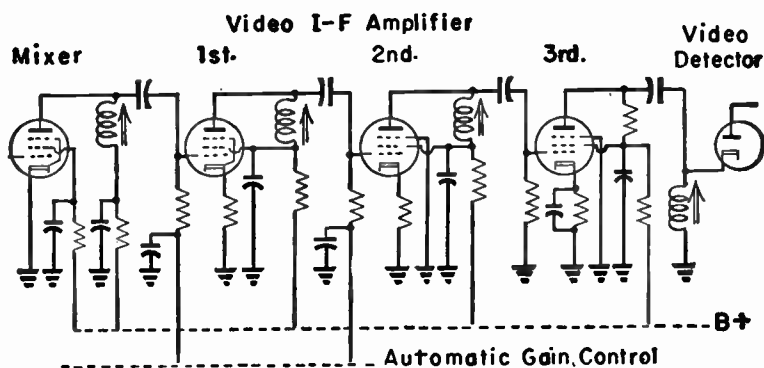 Video I-F Amplifier
Mixer 1st. 2nd. 3rd. Video Detector
B+
Automatic Gain Control